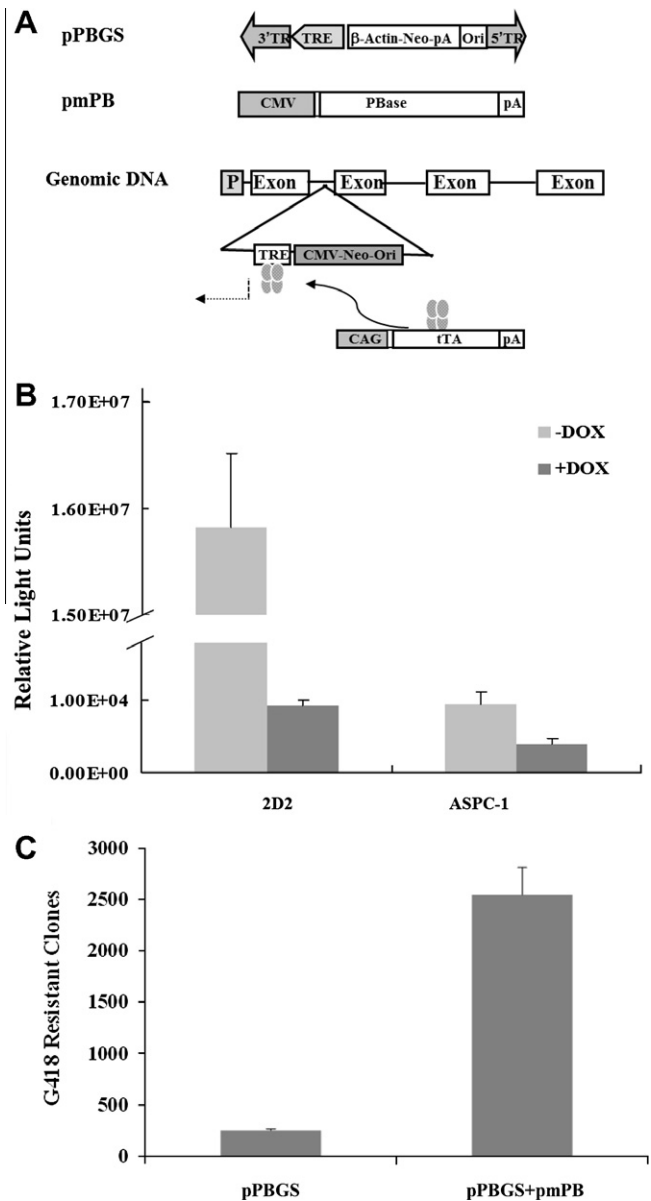 A
pPBGS
3'TR TRE β-Actin-Neo-pA Ori 5'TR
pmPB
CMV PBase pA
Genomic DNA
P Exon Exon Exon Exon
TRE CMV-Neo-Ori
CAG tTA pA
B
1.70E+07
1.60E+07
1.50E+07
1.00E+04
0.00E+00
Relative Light Units
-DOX
+DOX
2D2 ASPC-1
C
3000
2500
2000
1500
1000
500
0
G418 Resistant Clones
pPBGS pPBGS+pmPB